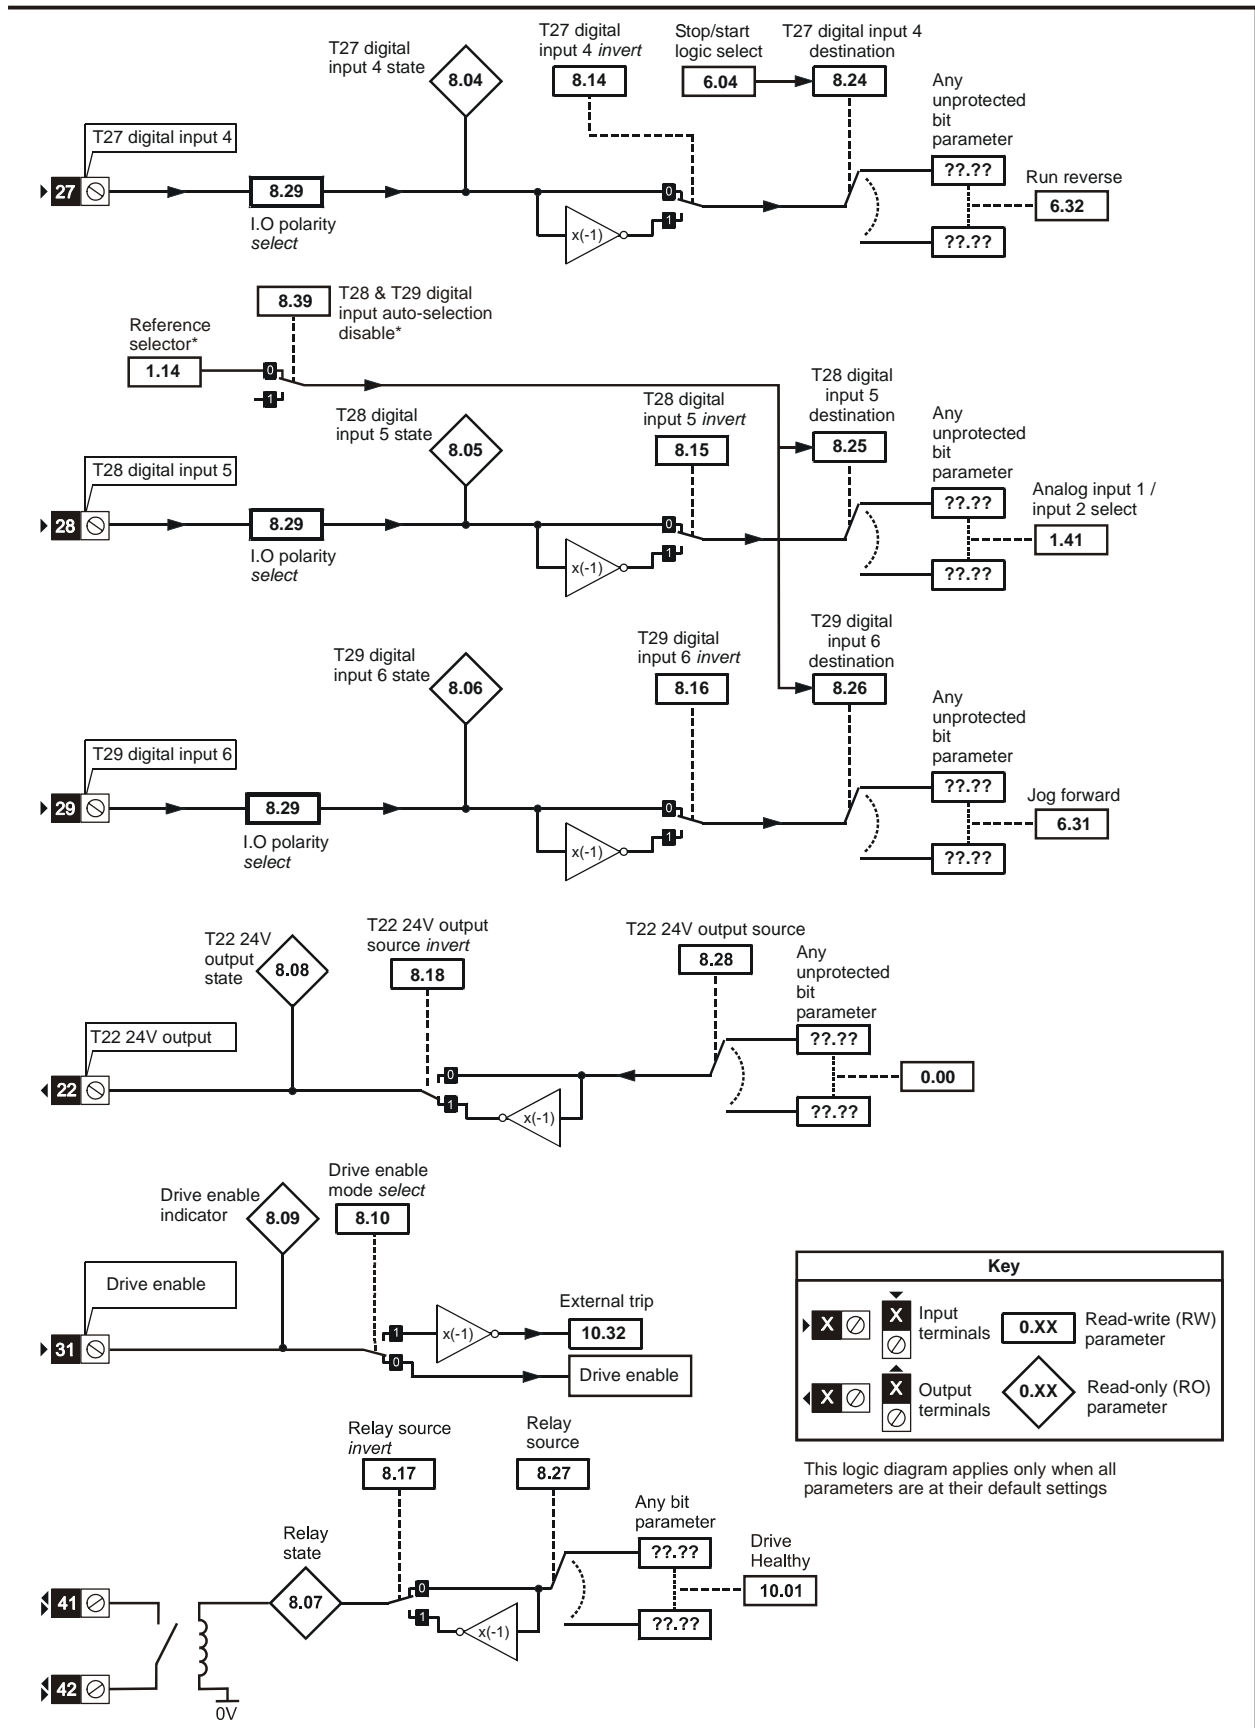 T27 digital
input 4 state
8.04
T27 digital
input 4 invert
8.14
Stop/start
logic select
6.04
T27 digital input 4
destination
8.24
Any
unprotected
bit
parameter
??.??
??.??
Run reverse
6.32
T27 digital input 4
27
8.29
I.O polarity
select
0
1
x(-1)
8.39
T28 & T29 digital
input auto-selection
disable*
Reference
selector*
1.14
0
1
T28 digital
input 5 state
8.05
T28 digital
input 5 invert
8.15
T28 digital
input 5
destination
8.25
Any
unprotected
bit
parameter
??.??
??.??
Analog input 1 /
input 2 select
1.41
T28 digital input 5
28
8.29
I.O polarity
select
0
1
x(-1)
T29 digital
input 6 state
8.06
T29 digital
input 6 invert
8.16
T29 digital
input 6
destination
8.26
Any
unprotected
bit
parameter
??.??
??.??
Jog forward
6.31
T29 digital input 6
29
8.29
I.O polarity
select
0
1
x(-1)
T22 24V
output
state
8.08
T22 24V output
source invert
8.18
T22 24V output source
8.28
Any
unprotected
bit
parameter
??.??
??.??
0.00
T22 24V output
22
0
1
x(-1)
Drive enable
indicator
8.09
Drive enable
mode select
8.10
Drive enable
31
1
0
x(-1)
External trip
10.32
Drive enable
Key
X
X
Input
terminals
0.XX
Read-write (RW)
parameter
X
X
Output
terminals
0.XX
Read-only (RO)
parameter
This logic diagram applies only when all
parameters are at their default settings
Relay source
invert
8.17
Relay
source
8.27
Any bit
parameter
??.??
??.??
Drive
Healthy
10.01
Relay
state
8.07
0
1
x(-1)
41
42
0V